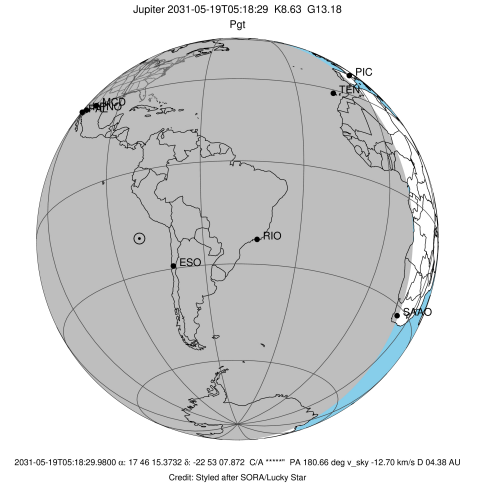 Jupiter 2031-05-19T05:18:29 K8.63 G13.18
Pgt
PIC
TEN
MCD
RIO
ESO
SAAO
2031-05-19T05:18:29.9800 α: 17 46 15.3732 δ: -22 53 07.872 C/A *****" PA 180.66 deg v_sky -12.70 km/s D 04.38 AU
Credit: Styled after SORA/Lucky Star